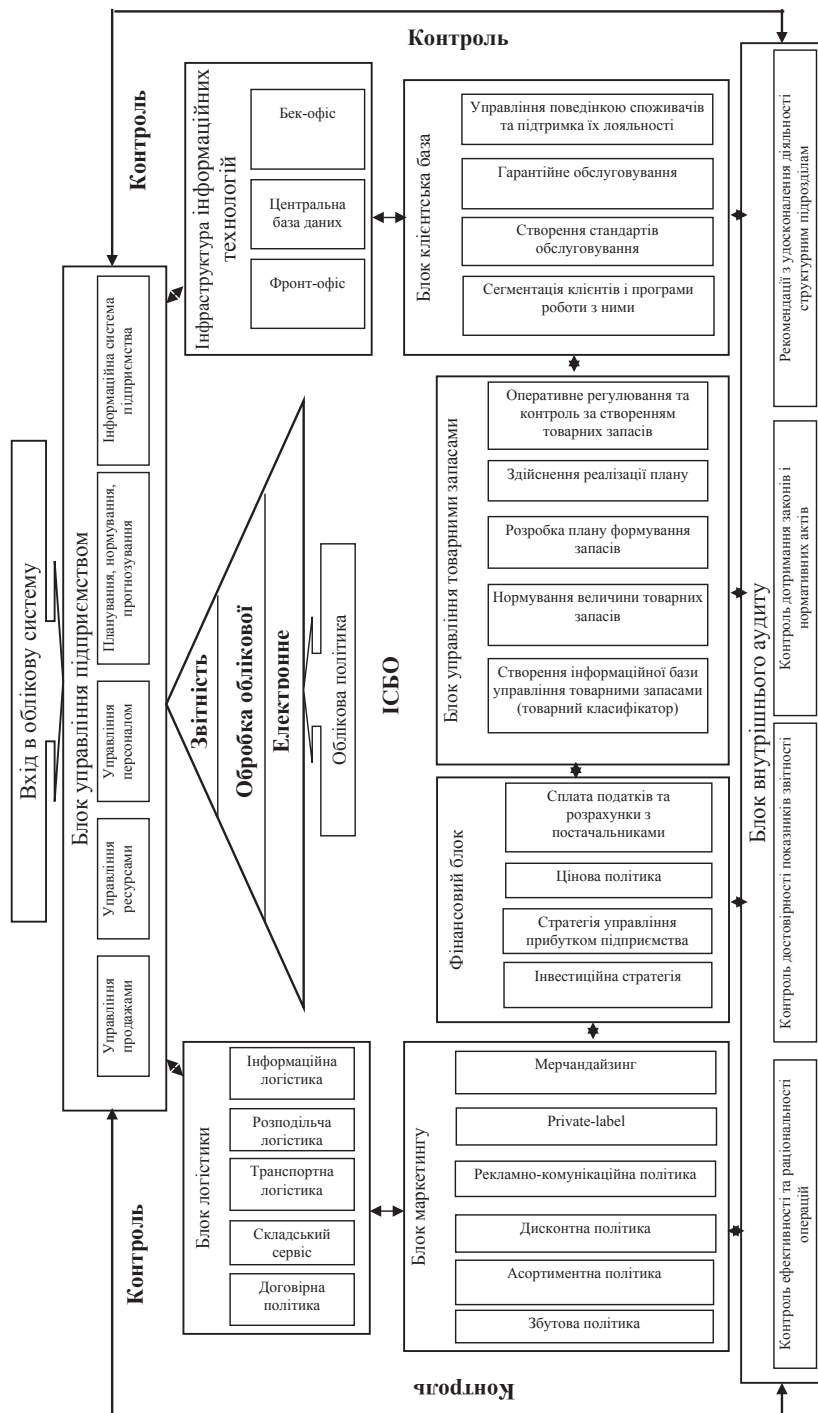 Вхід в облікову систему
Блок управління підприємством
Управління
продажами
Управління
ресурсами
Управління
персоналом
Планування, нормування,
прогнозування
Інформаційна система
підприємства
Контроль
Контроль
Контроль
Контроль
Блок логістики
Договірна
політика
Складський
сервіс
Транспортна
логістика
Розподільча
логістика
Інформаційна
логістика
Звітність
Обробка облікової
Електронне
Облікова політика
ІСБО
Інфраструктура інформаційних
технологій
Фронт-офіс
Центральна
база даних
Бек-офіс
Блок маркетингу
Збутова політика
Асортиментна політика
Дисконтна політика
Рекламно-комунікаційна політика
Private-label
Мерчандайзинг
Фінансовий блок
Інвестиційна стратегія
Стратегія управління
прибутком підприємства
Цінова політика
Сплата податків та
розрахунки з
постачальниками
Блок управління товарними запасами
Створення інформаційної бази
управління товарними запасами
(товарний класифікатор)
Нормування величини товарних
запасів
Розробка плану формування
запасів
Здійснення реалізації плану
Оперативне регулювання та
контроль за створенням
товарних запасів
Блок клієнтська база
Сегментація клієнтів і програми
роботи з ними
Створення стандартів
обслуговування
Гарантійне обслуговування
Управління поведінкою споживачів
та підтримка їх лояльності
Блок внутрішнього аудиту
Контроль ефективності та раціональності
операцій
Контроль достовірності показників звітності
Контроль дотримання законів і
нормативних актів
Рекомендації з удосконалення діяльності
структурним підрозділам